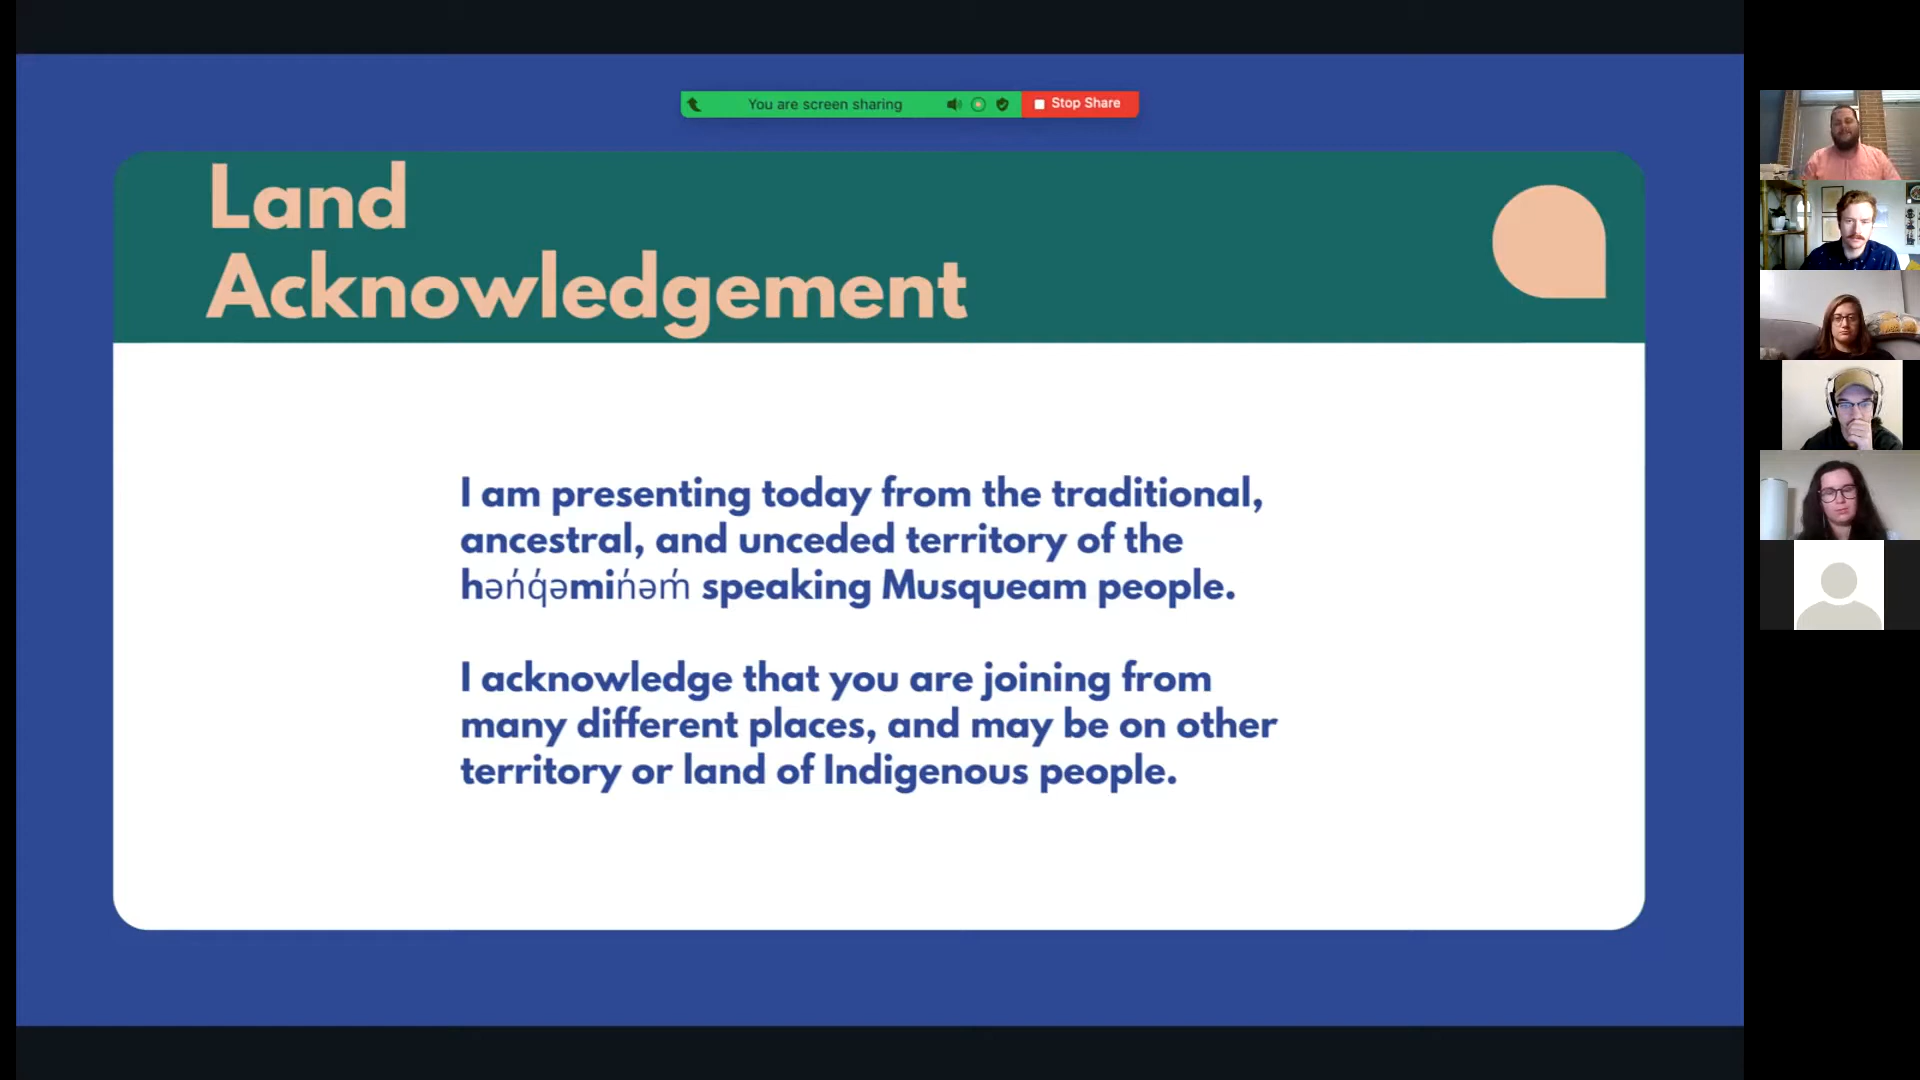 You are screen sharing
Stop Share
Land
Acknowledgement
I am presenting today from the traditional,
ancestral, and unceded territory of the
hən̓q̓əmin̓əm̓ speaking Musqueam people.
I acknowledge that you are joining from
many different places, and may be on other
territory or land of Indigenous people.